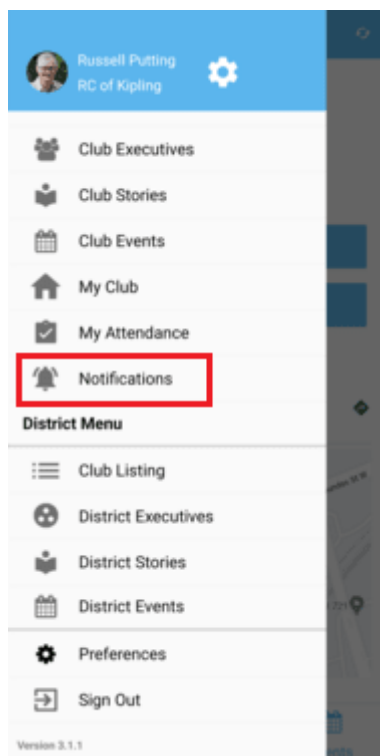 Russell Putting
RC of Kipling
Club Executives
Club Stories
Club Events
My Club
My Attendance
Notifications
District Menu
Club Listing
District Executives
District Stories
District Events
Preferences
Sign Out
Version 3.1.1